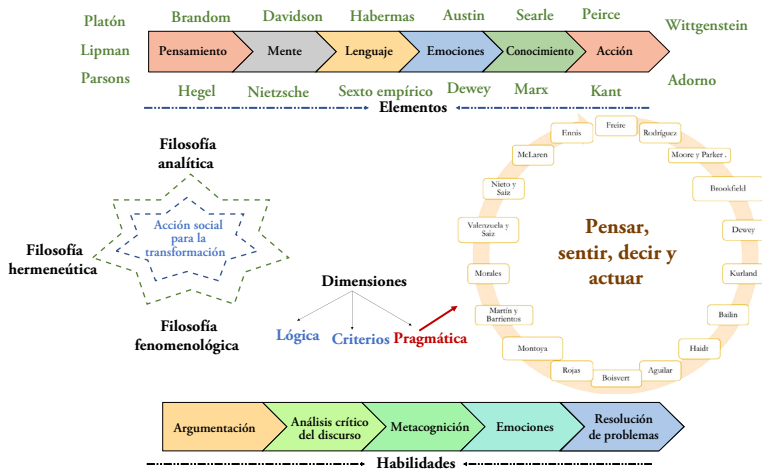 Platón
Brandom
Davidson
Habermas
Austin
Searle
Peirce
Wittgenstein
Lipman
Parsons
Pensamiento
Mente
Lenguaje
Emociones
Conocimiento
Acción
Hegel
Nietzsche
Sexto empírico
Dewey
Marx
Kant
Adorno
Elementos
Filosofía
analítica
Acción social
para la
transformación
Filosofía
hermenéutica
Filosofía
fenomenológica
Dimensiones
Lógica
Criterios
Pragmática
Freire
Rodríguez
Moore y Parker .
Brookfield
Dewey
Kurland
Bailin
Haidt
Aguilar
Boisvert
Rojas
Montoya
Martín y
Barrientos
Morales
Valenzuela y
Saiz
Nieto y
Saiz
McLaren
Ennis
Pensar,
sentir, decir y
actuar
Argumentación
Análisis crítico
del discurso
Metacognición
Emociones
Resolución
de problemas
Habilidades